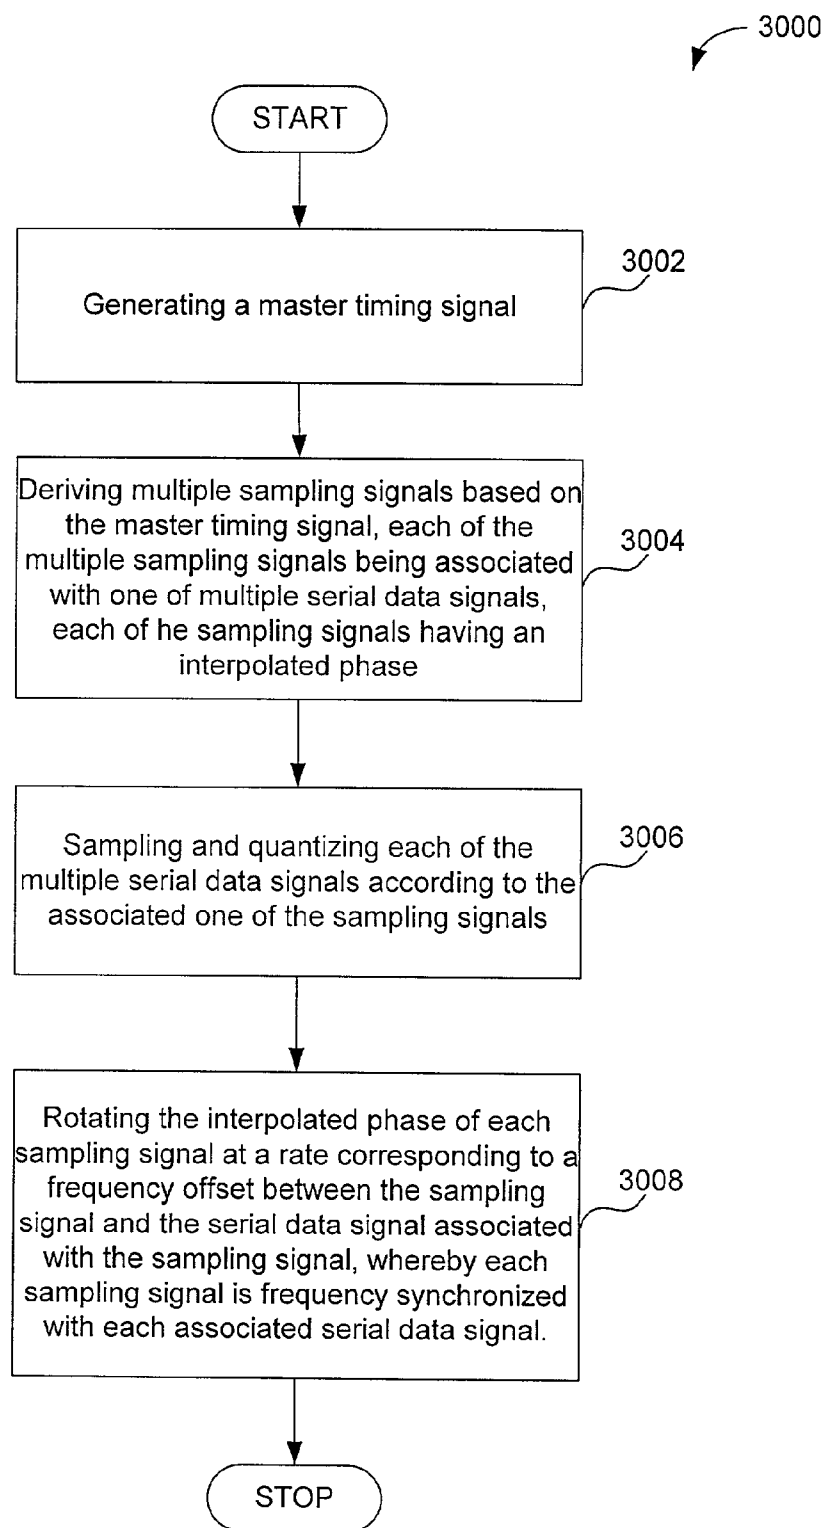 3000
START
3002
Generating a master timing signal
Deriving multiple sampling signals based on
the master timing signal, each of the
multiple sampling signals being associated
with one of multiple serial data signals,
each of he sampling signals having an
interpolated phase
3004
Sampling and quantizing each of the
multiple serial data signals according to the
associated one of the sampling signals
3006
Rotating the interpolated phase of each
sampling signal at a rate corresponding to a
frequency offset between the sampling
signal and the serial data signal associated
with the sampling signal, whereby each
sampling signal is frequency synchronized
with each associated serial data signal.
3008
STOP